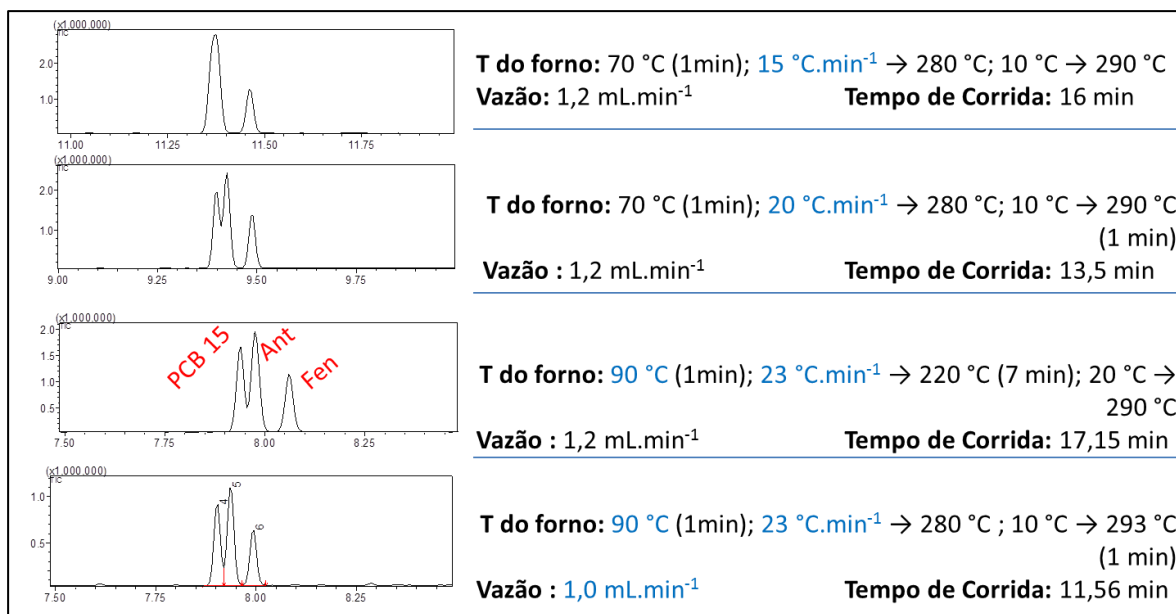 (x1.000.000)
TIC
2.0
1.0
11.00 11.25 11.50 11.75
T do forno: 70 °C (1min); 15 °C.min⁻¹ → 280 °C; 10 °C → 290 °C
Vazão: 1,2 mL.min⁻¹ Tempo de Corrida: 16 min
(x1.000.000)
TIC
2.0
1.0
9.00 9.25 9.50 9.75
T do forno: 70 °C (1min); 20 °C.min⁻¹ → 280 °C; 10 °C → 290 °C
(1 min)
Vazão : 1,2 mL.min⁻¹ Tempo de Corrida: 13,5 min
(x1.000.000)
TIC
2.0
1.5
1.0
0.5
PCB 15
Ant
Fen
7.50 7.75 8.00 8.25
T do forno: 90 °C (1min); 23 °C.min⁻¹ → 220 °C (7 min); 20 °C →
290 °C
Vazão : 1,2 mL.min⁻¹ Tempo de Corrida: 17,15 min
(x1.000.000)
TIC
1.0
0.5
4
5
6
7.50 7.75 8.00 8.25
T do forno: 90 °C (1min); 23 °C.min⁻¹ → 280 °C ; 10 °C → 293 °C
(1 min)
Vazão : 1,0 mL.min⁻¹ Tempo de Corrida: 11,56 min